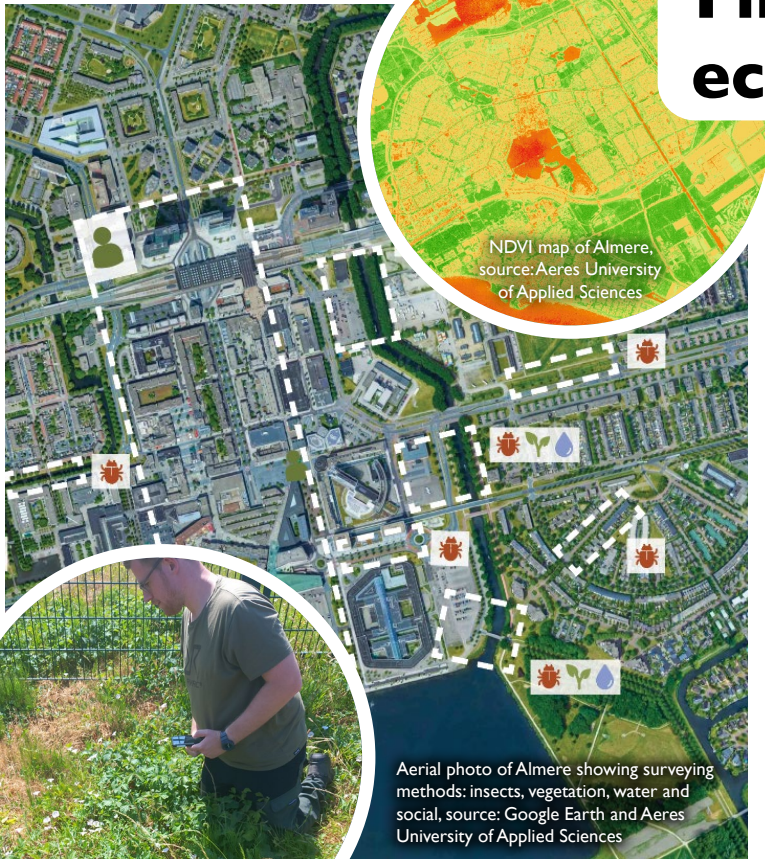 ec
NDVI map of Almere,
source: Aeres University
of Applied Sciences
Aerial photo of Almere showing surveying
methods: insects, vegetation, water and
social, source: Google Earth and Aeres
University of Applied Sciences